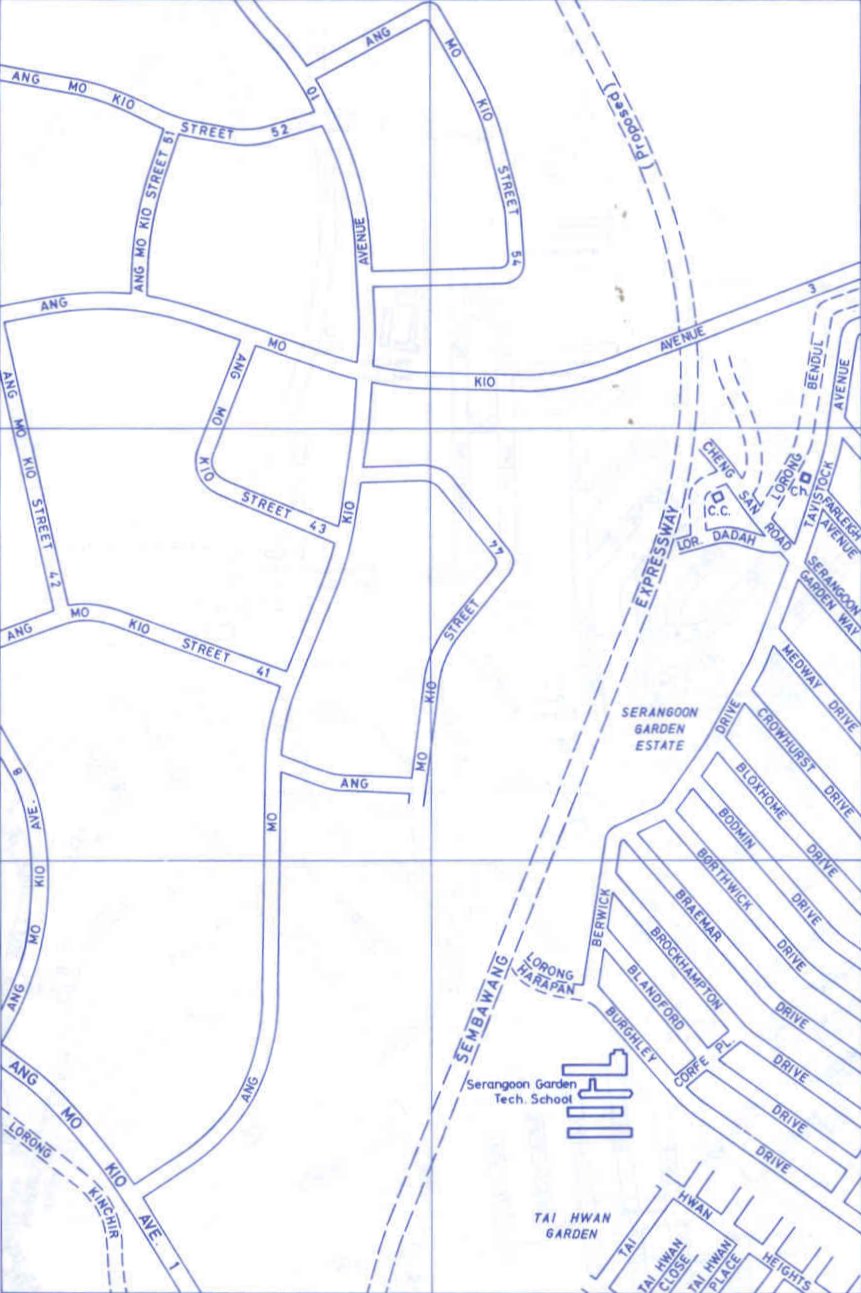 ANG MO KIO STREET 52
ANG MO KIO STREET 51
ANG MO KIO STREET 54
(Proposed)
ANG MO KIO AVENUE 3
ANG MO KIO AVENUE 10
ANG MO KIO STREET 42
ANG MO KIO STREET 43
ANG MO KIO STREET 44
ANG MO KIO STREET 41
LORONG BENDUL
TAVISTOCK AVENUE
CHENG SAN ROAD
Ch.
C.C.
LOR. DADAH
FARLEIGH
AVENUE
SERANGOON
GARDEN WAY
SEMBAWANG EXPRESSWAY
SERANGOON
GARDEN
ESTATE
MEDWAY DRIVE
CROWHURST DRIVE
BLOXHOME DRIVE
BODMIN DRIVE
BORTHWICK DRIVE
BRAEMAR DRIVE
BROCKHAMPTON DRIVE
BLANDFORD DRIVE
BURGHLEY DRIVE
BERWICK DRIVE
CORFE PL.
LORONG
HARAPAN
ANG MO KIO AVE. 8
Serangoon Garden
Tech. School
ANG MO KIO AVE. 1
LORONG KINCHIR
TAI HWAN
GARDEN
TAI HWAN HEIGHTS
TAI HWAN
CLOSE
TAI HWAN
PLACE